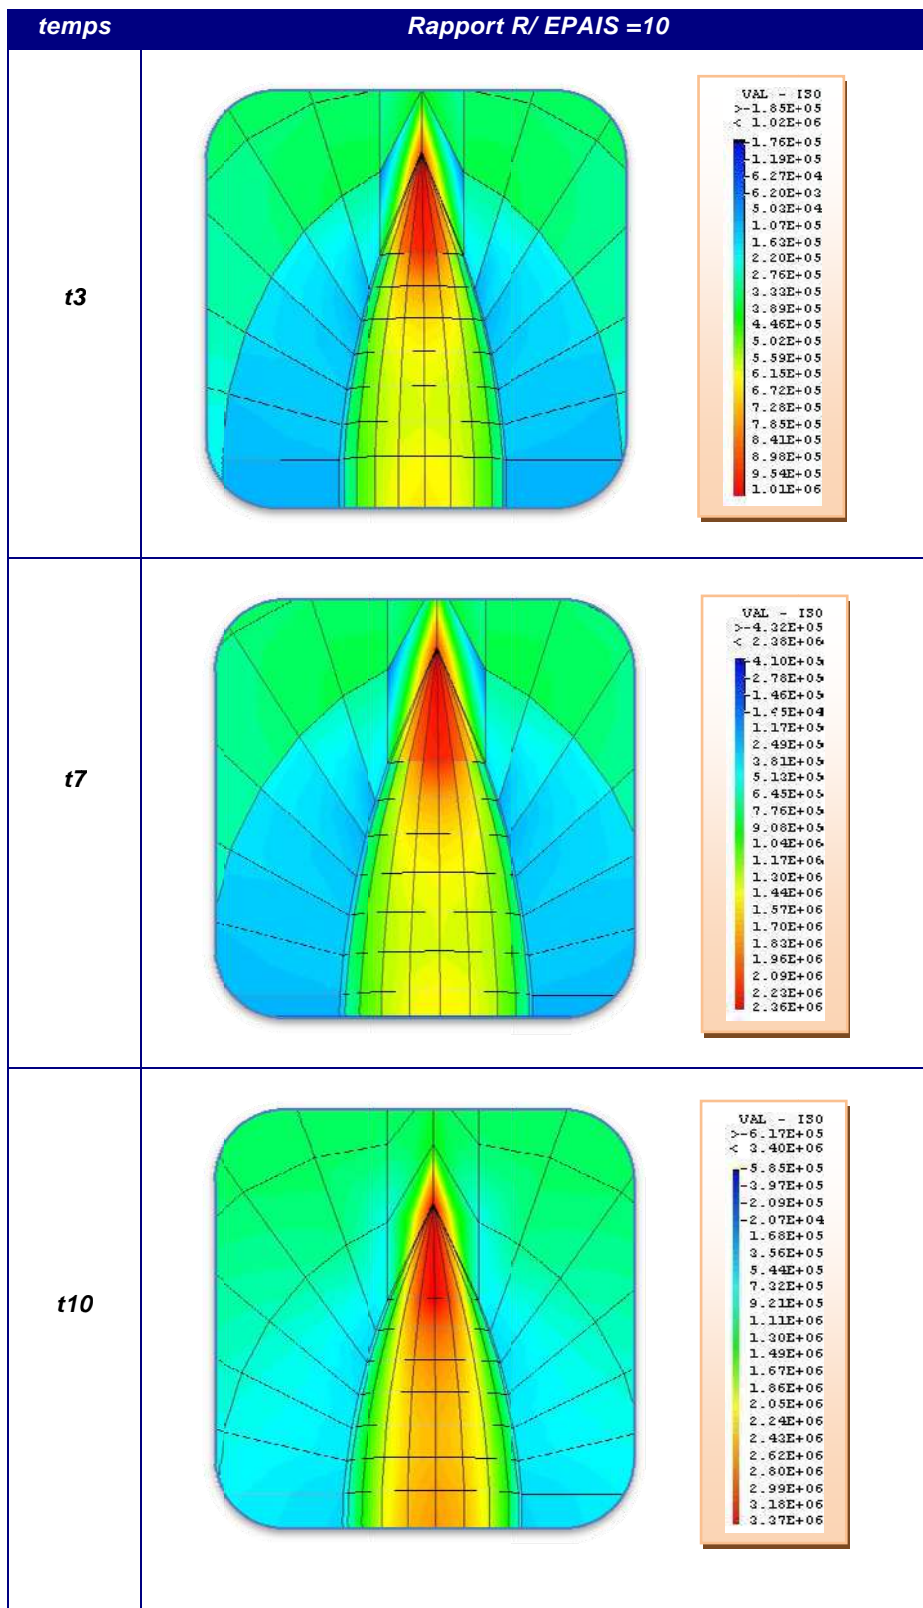 temps Rapport R/ EPAIS =10
t3
VAL - ISO
>-1.85E+05
< 1.02E+06
-1.76E+05
-1.19E+05
-6.27E+04
-6.20E+03
5.03E+04
1.07E+05
1.63E+05
2.20E+05
2.76E+05
3.33E+05
3.89E+05
4.46E+05
5.02E+05
5.59E+05
6.15E+05
6.72E+05
7.28E+05
7.85E+05
8.41E+05
8.98E+05
9.54E+05
1.01E+06
t7
VAL - ISO
>-4.32E+05
< 2.38E+06
-4.10E+05
-2.78E+05
-1.46E+05
-1.45E+04
1.17E+05
2.49E+05
3.81E+05
5.13E+05
6.45E+05
7.76E+05
9.08E+05
1.04E+06
1.17E+06
1.30E+06
1.44E+06
1.57E+06
1.70E+06
1.83E+06
1.96E+06
2.09E+06
2.23E+06
2.36E+06
t10
VAL - ISO
>-6.17E+05
< 3.40E+06
-5.85E+05
-3.97E+05
-2.09E+05
-2.07E+04
1.68E+05
3.56E+05
5.44E+05
7.32E+05
9.21E+05
1.11E+06
1.30E+06
1.49E+06
1.67E+06
1.86E+06
2.05E+06
2.24E+06
2.43E+06
2.62E+06
2.80E+06
2.99E+06
3.18E+06
3.37E+06